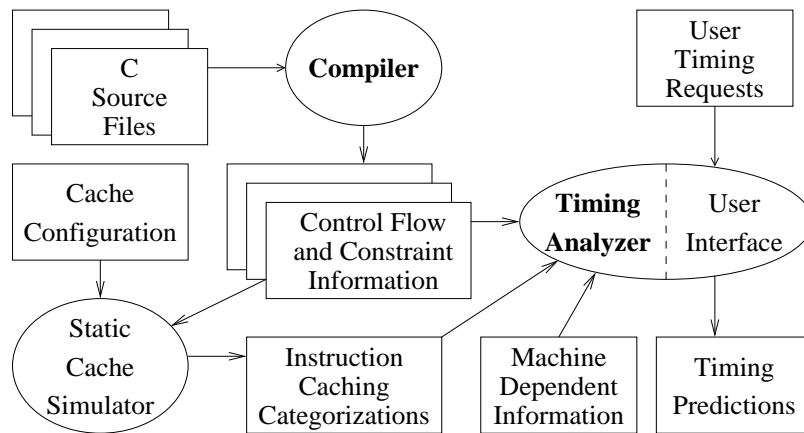 C
Source
Files
Compiler
User
Timing
Requests
Cache
Configuration
Control Flow
and Constraint
Information
Timing
Analyzer
User
Interface
Static
Cache
Simulator
Instruction
Caching
Categorizations
Machine
Dependent
Information
Timing
Predictions